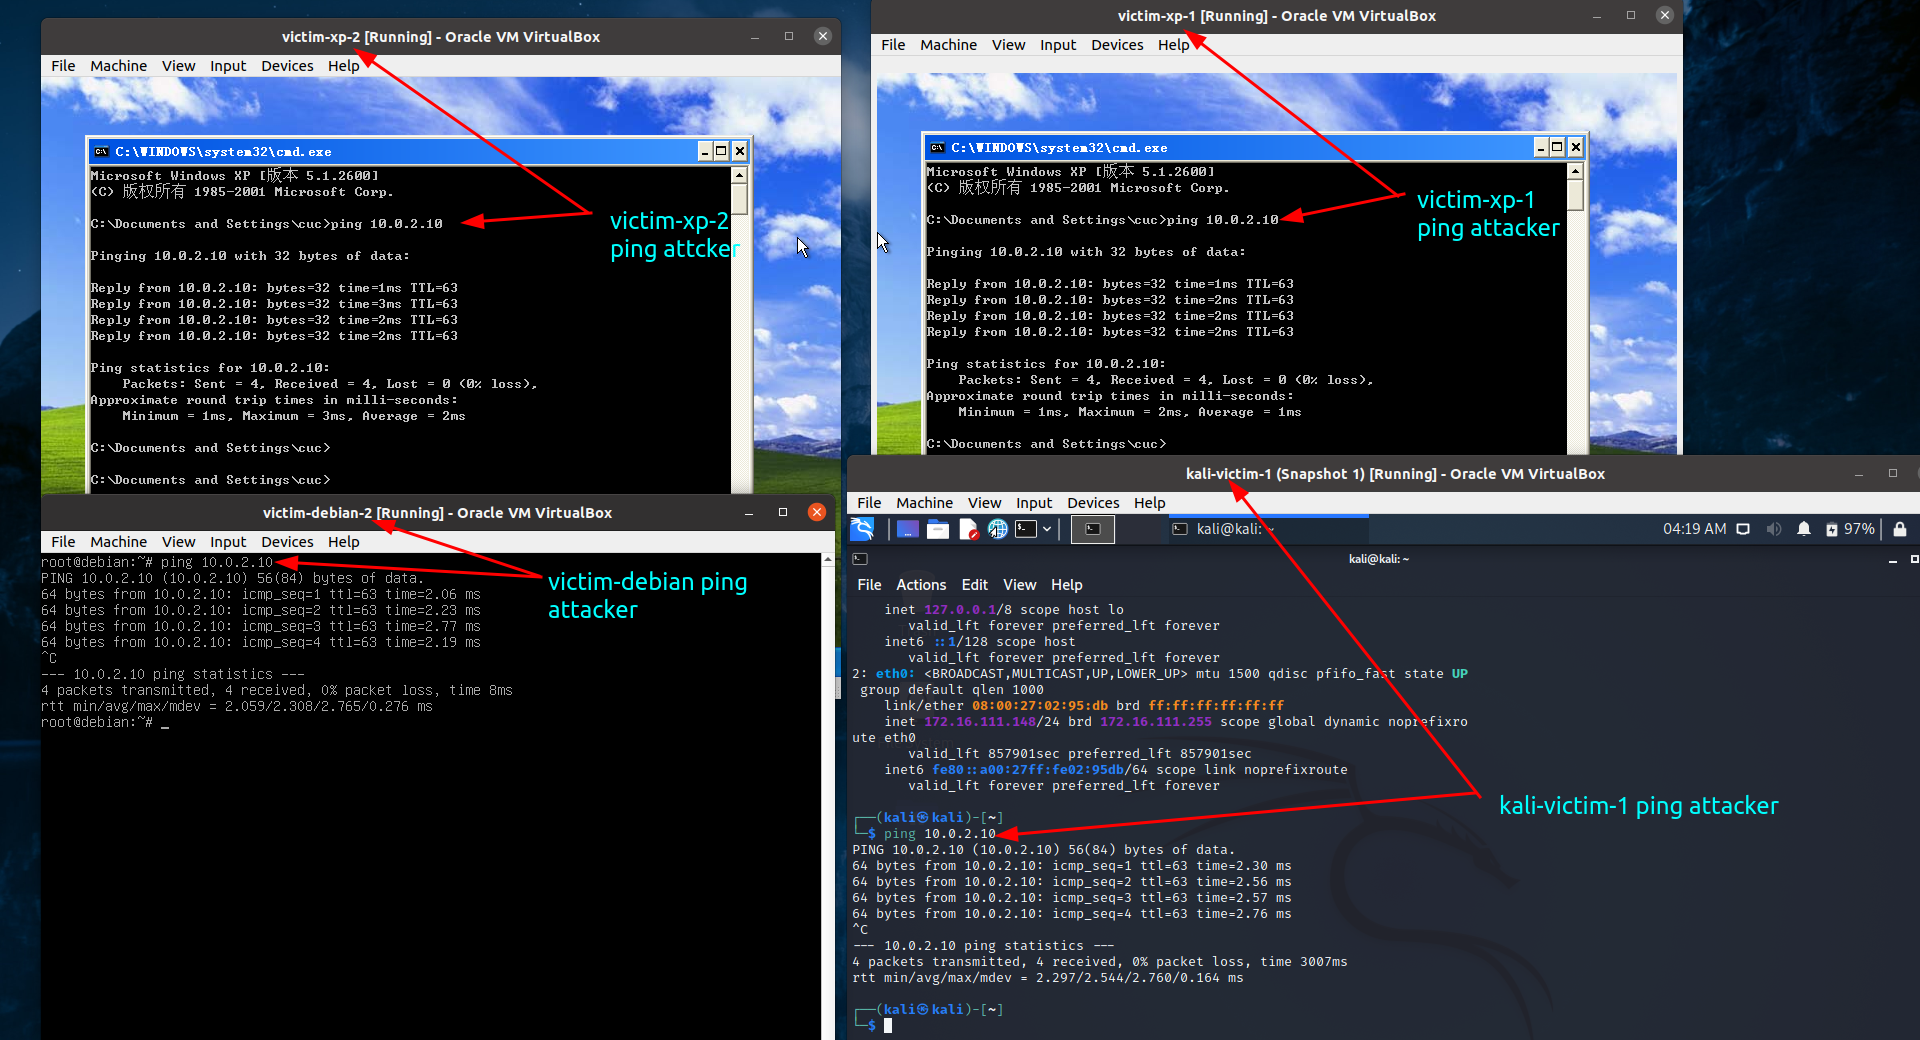 victim-xp-2 [Running] - Oracle VM VirtualBox
File Machine View Input Devices Help
C:\WINDOWS\system32\cmd.exe
Microsoft Windows XP [版本 5.1.2600]
(C) 版权所有 1985-2001 Microsoft Corp.
C:\Documents and Settings\cuc>ping 10.0.2.10
Pinging 10.0.2.10 with 32 bytes of data:
Reply from 10.0.2.10: bytes=32 time=1ms TTL=63
Reply from 10.0.2.10: bytes=32 time=3ms TTL=63
Reply from 10.0.2.10: bytes=32 time=2ms TTL=63
Reply from 10.0.2.10: bytes=32 time=2ms TTL=63
Ping statistics for 10.0.2.10:
Packets: Sent = 4, Received = 4, Lost = 0 (0% loss),
Approximate round trip times in milli-seconds:
Minimum = 1ms, Maximum = 3ms, Average = 2ms
C:\Documents and Settings\cuc>
C:\Documents and Settings\cuc>
victim-xp-2
ping attcker
victim-xp-1 [Running] - Oracle VM VirtualBox
File Machine View Input Devices Help
C:\WINDOWS\system32\cmd.exe
Microsoft Windows XP [版本 5.1.2600]
(C) 版权所有 1985-2001 Microsoft Corp.
C:\Documents and Settings\cuc>ping 10.0.2.10
Pinging 10.0.2.10 with 32 bytes of data:
Reply from 10.0.2.10: bytes=32 time=1ms TTL=63
Reply from 10.0.2.10: bytes=32 time=2ms TTL=63
Reply from 10.0.2.10: bytes=32 time=2ms TTL=63
Reply from 10.0.2.10: bytes=32 time=2ms TTL=63
Ping statistics for 10.0.2.10:
Packets: Sent = 4, Received = 4, Lost = 0 (0% loss),
Approximate round trip times in milli-seconds:
Minimum = 1ms, Maximum = 2ms, Average = 1ms
C:\Documents and Settings\cuc>
victim-xp-1
ping attacker
victim-debian-2 [Running] - Oracle VM VirtualBox
File Machine View Input Devices Help
root@debian:~# ping 10.0.2.10
PING 10.0.2.10 (10.0.2.10) 56(84) bytes of data.
64 bytes from 10.0.2.10: icmp_seq=1 ttl=63 time=2.06 ms
64 bytes from 10.0.2.10: icmp_seq=2 ttl=63 time=2.23 ms
64 bytes from 10.0.2.10: icmp_seq=3 ttl=63 time=2.77 ms
64 bytes from 10.0.2.10: icmp_seq=4 ttl=63 time=2.19 ms
^C
--- 10.0.2.10 ping statistics ---
4 packets transmitted, 4 received, 0% packet loss, time 8ms
rtt min/avg/max/mdev = 2.059/2.308/2.765/0.276 ms
root@debian:~# _
victim-debian ping
attacker
kali-victim-1 (Snapshot 1) [Running] - Oracle VM VirtualBox
File Machine View Input Devices Help
kali@kali: ~ 04:19 AM 97%
kali@kali: ~
File Actions Edit View Help
inet 127.0.0.1/8 scope host lo
valid_lft forever preferred_lft forever
inet6 ::1/128 scope host
valid_lft forever preferred_lft forever
2: eth0: <BROADCAST,MULTICAST,UP,LOWER_UP> mtu 1500 qdisc pfifo_fast state UP
group default qlen 1000
link/ether 08:00:27:02:95:db brd ff:ff:ff:ff:ff:ff
inet 172.16.111.148/24 brd 172.16.111.255 scope global dynamic noprefixro
ute eth0
valid_lft 857901sec preferred_lft 857901sec
inet6 fe80::a00:27ff:fe02:95db/64 scope link noprefixroute
valid_lft forever preferred_lft forever
┌──(kali㉿kali)-[~]
└─$ ping 10.0.2.10
PING 10.0.2.10 (10.0.2.10) 56(84) bytes of data.
64 bytes from 10.0.2.10: icmp_seq=1 ttl=63 time=2.30 ms
64 bytes from 10.0.2.10: icmp_seq=2 ttl=63 time=2.56 ms
64 bytes from 10.0.2.10: icmp_seq=3 ttl=63 time=2.57 ms
64 bytes from 10.0.2.10: icmp_seq=4 ttl=63 time=2.76 ms
^C
--- 10.0.2.10 ping statistics ---
4 packets transmitted, 4 received, 0% packet loss, time 3007ms
rtt min/avg/max/mdev = 2.297/2.544/2.760/0.164 ms
┌──(kali㉿kali)-[~]
└─$
kali-victim-1 ping attacker